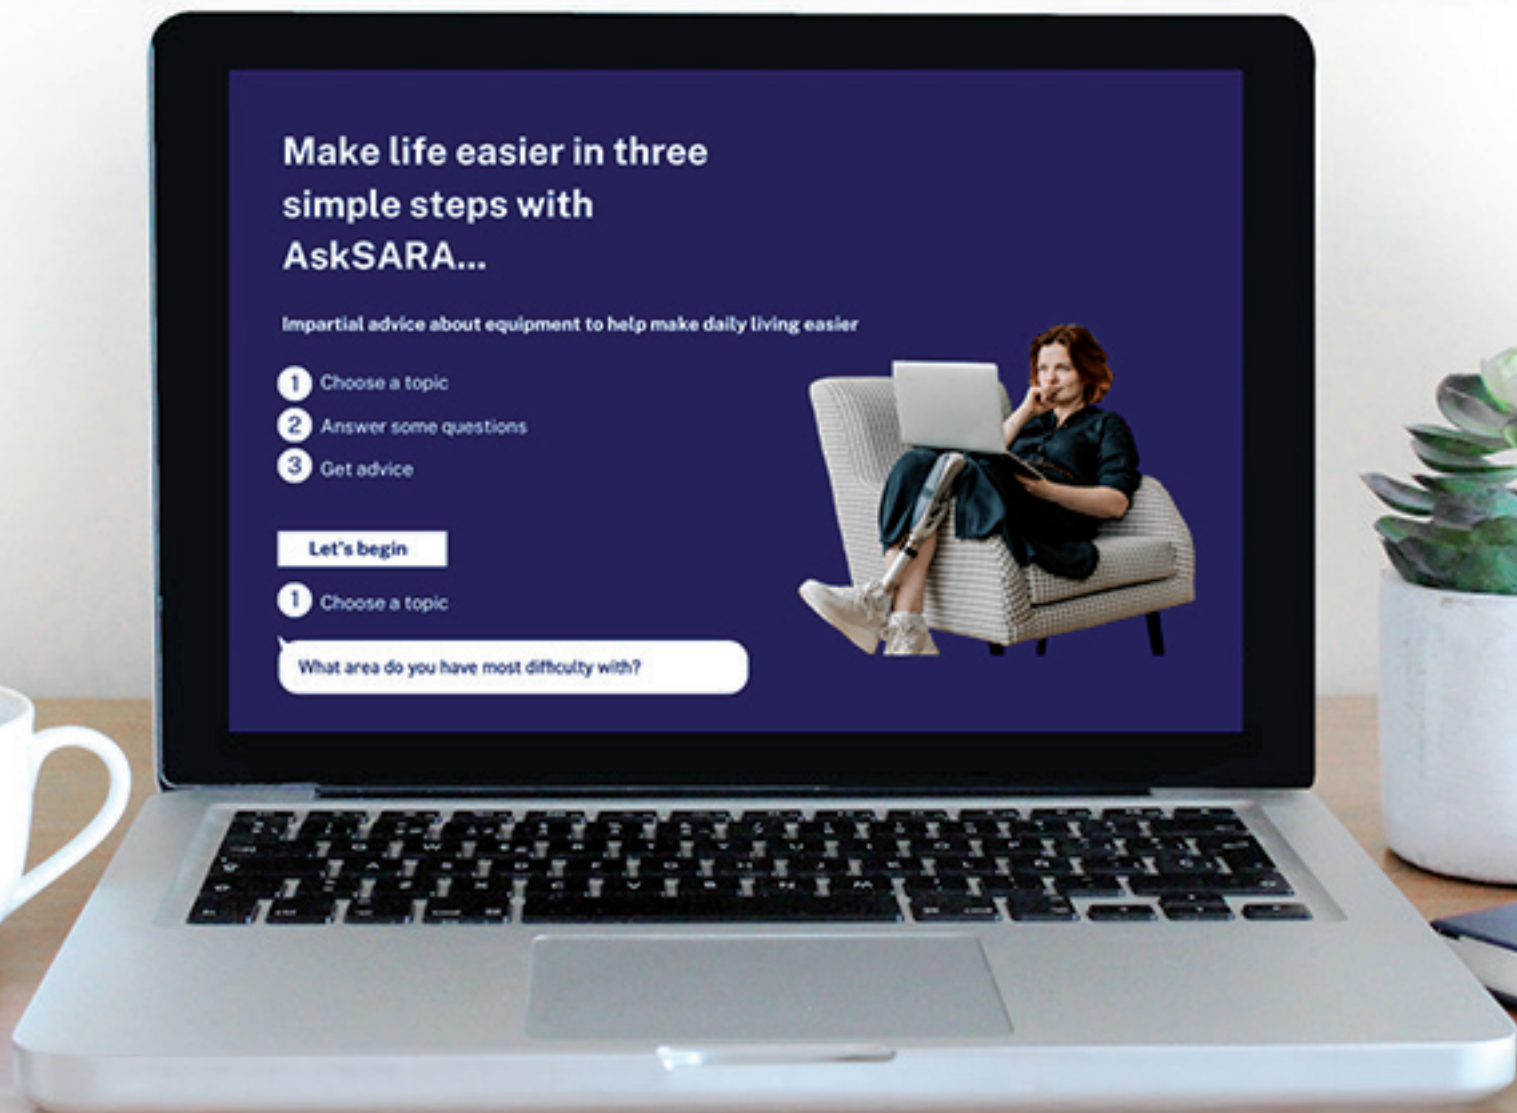 Make life easier in three
simple steps with
AskSARA...
Impartial advice about equipment to help make daily living easier
1 Choose a topic
2 Answer some questions
3 Get advice
Let's begin
1 Choose a topic
What area do you have most difficulty with?